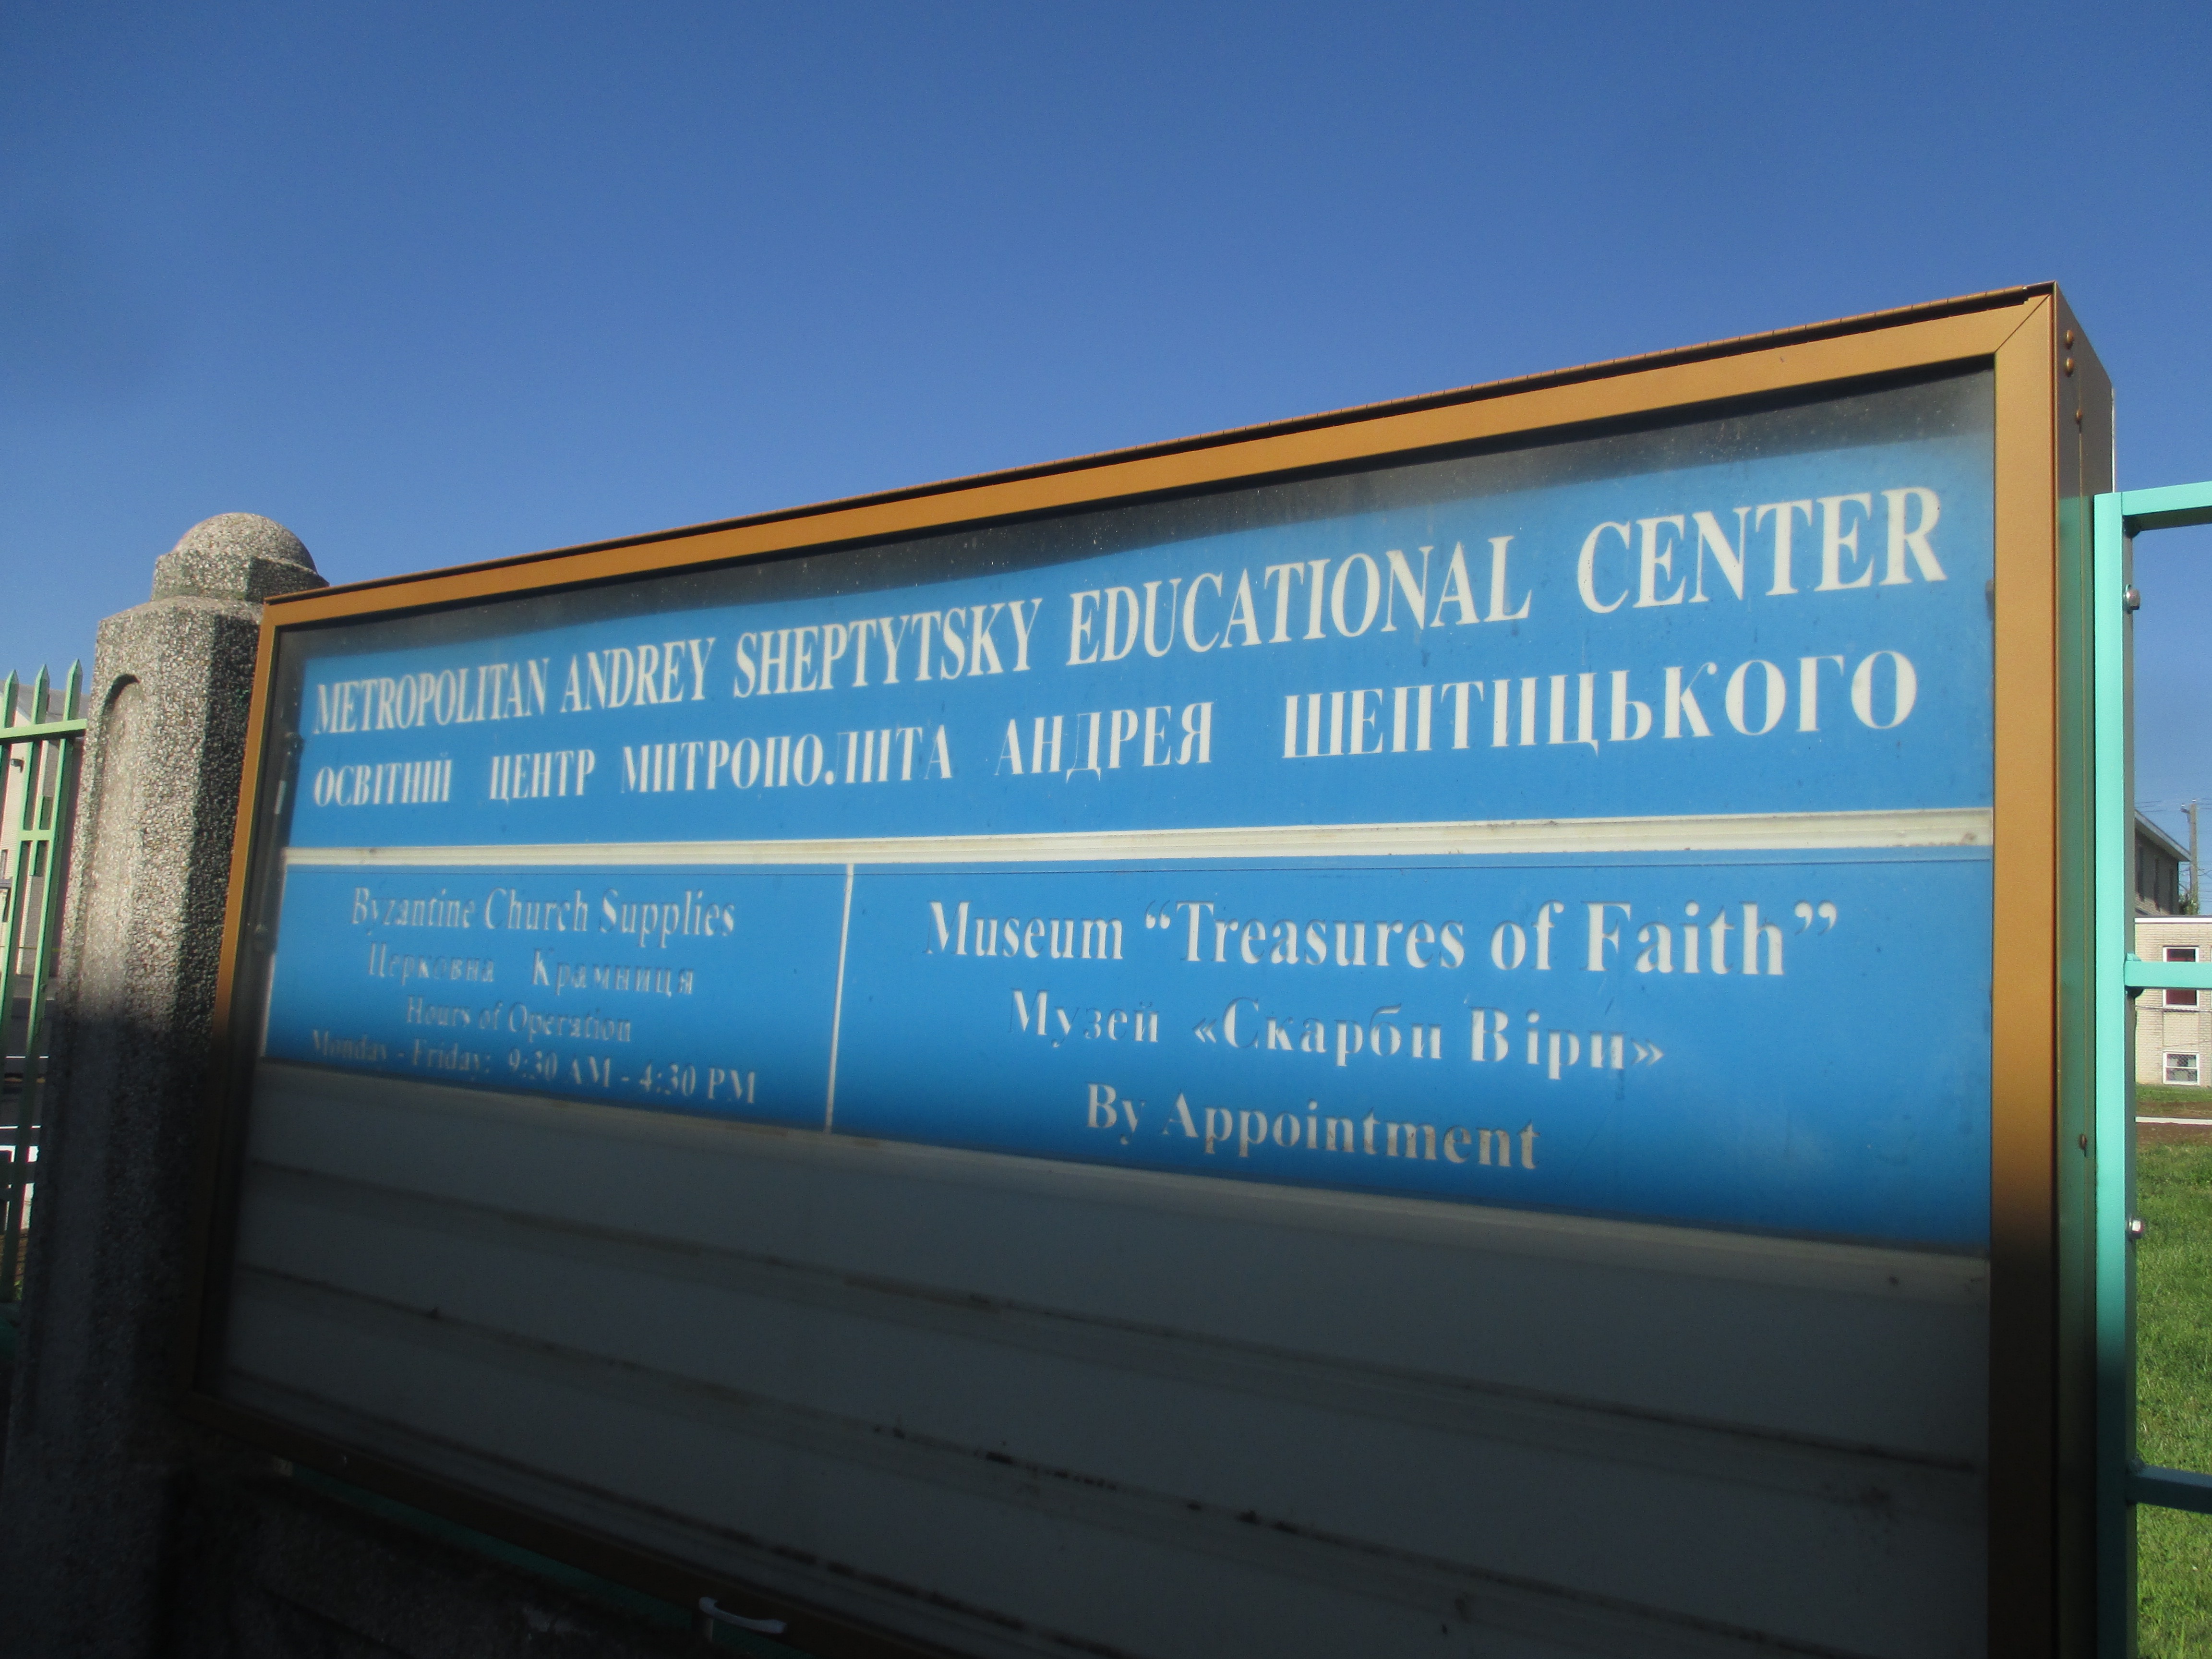 METROPOLITAN ANDREY SHEPTYTSKY EDUCATIONAL CENTER
ОСВІТНІЙ ЦЕНТР МИТРОПОЛИТА АНДРЕЯ ШЕПТИЦЬКОГО
Byzantine Church Supplies
Церковна Крамниця
Hours of Operation
Monday - Friday: 9:30 AM - 4:30 PM
Museum “Treasures of Faith”
Музей «Скарби Віри»
By Appointment